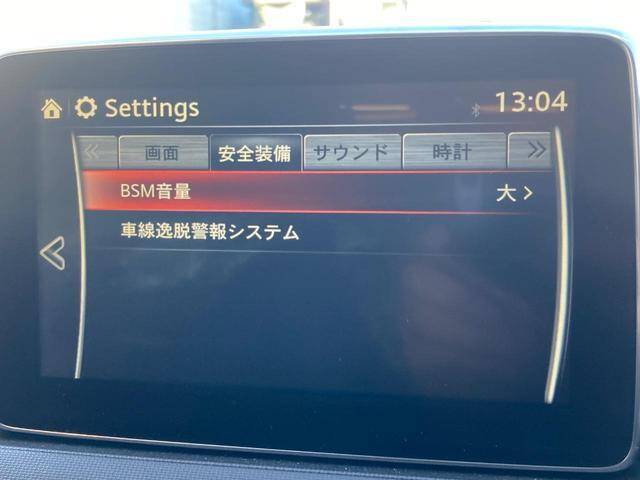 Settings 13:04
画面 安全装備 サウンド 時計
BSM音量 大
車線逸脱警報システム